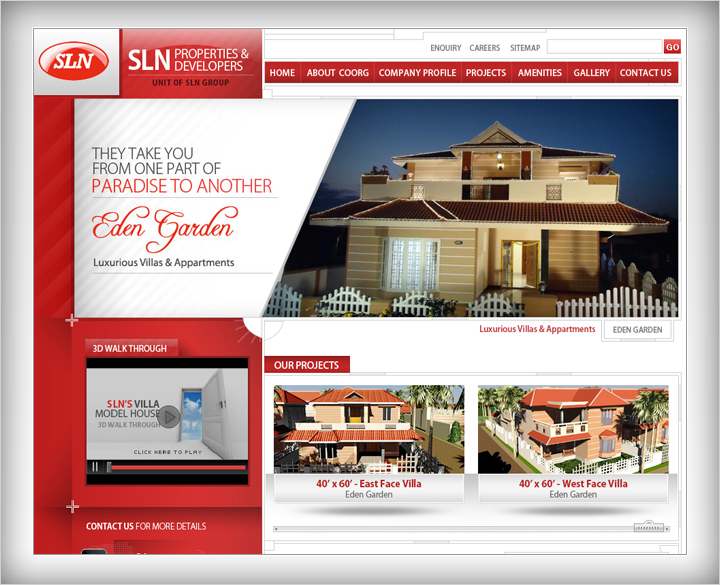 SLN
SLN PROPERTIES &
DEVELOPERS
UNIT OF SLN GROUP
ENQUIRY CAREERS SITEMAP
GO
HOME ABOUT COORG COMPANY PROFILE PROJECTS AMENITIES GALLERY CONTACT US
THEY TAKE YOU
FROM ONE PART OF
PARADISE TO ANOTHER
Eden Garden
Luxurious Villas & Appartments
Luxurious Villas & Appartments
EDEN GARDEN
3D WALK THROUGH
SLN'S VILLA
MODEL HOUSE
3D WALK THROUGH
CLICK HERE TO PLAY
OUR PROJECTS
40' x 60' - East Face Villa
Eden Garden
40' x 60' - West Face Villa
Eden Garden
CONTACT US FOR MORE DETAILS